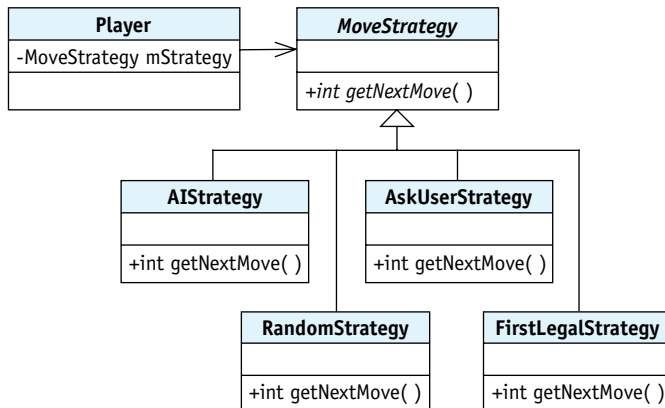 Player
-MoveStrategy mStrategy
MoveStrategy
+int getNextMove( )
AIStrategy
+int getNextMove( )
AskUserStrategy
+int getNextMove( )
RandomStrategy
+int getNextMove( )
FirstLegalStrategy
+int getNextMove( )